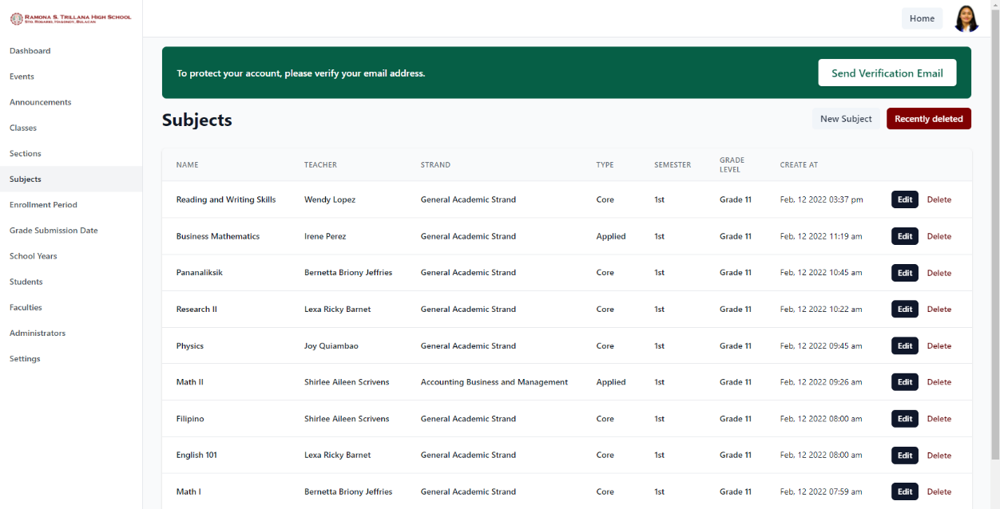 Ramona S. Trillana High School
Sto. Rosario, Hagonoy, Bulacan
Home
Dashboard
Events
Announcements
Classes
Sections
Subjects
Enrollment Period
Grade Submission Date
School Years
Students
Faculties
Administrators
Settings
To protect your account, please verify your email address.
Send Verification Email
Subjects
New Subject
Recently deleted
NAME TEACHER STRAND TYPE SEMESTER GRADE LEVEL CREATE AT
Reading and Writing Skills Wendy Lopez General Academic Strand Core 1st Grade 11 Feb, 12 2022 03:37 pm Edit Delete
Business Mathematics Irene Perez General Academic Strand Applied 1st Grade 11 Feb, 12 2022 11:19 am Edit Delete
Pananaliksik Bernetta Briony Jeffries General Academic Strand Core 1st Grade 11 Feb, 12 2022 10:45 am Edit Delete
Research II Lexa Ricky Barnet General Academic Strand Core 1st Grade 11 Feb, 12 2022 10:22 am Edit Delete
Physics Joy Quiambao General Academic Strand Core 1st Grade 11 Feb, 12 2022 09:45 am Edit Delete
Math II Shirlee Aileen Scrivens Accounting Business and Management Applied 1st Grade 11 Feb, 12 2022 09:26 am Edit Delete
Filipino Shirlee Aileen Scrivens General Academic Strand Core 1st Grade 11 Feb, 12 2022 08:00 am Edit Delete
English 101 Lexa Ricky Barnet General Academic Strand Core 1st Grade 11 Feb, 12 2022 08:00 am Edit Delete
Math I Bernetta Briony Jeffries General Academic Strand Core 1st Grade 11 Feb, 12 2022 07:59 am Edit Delete